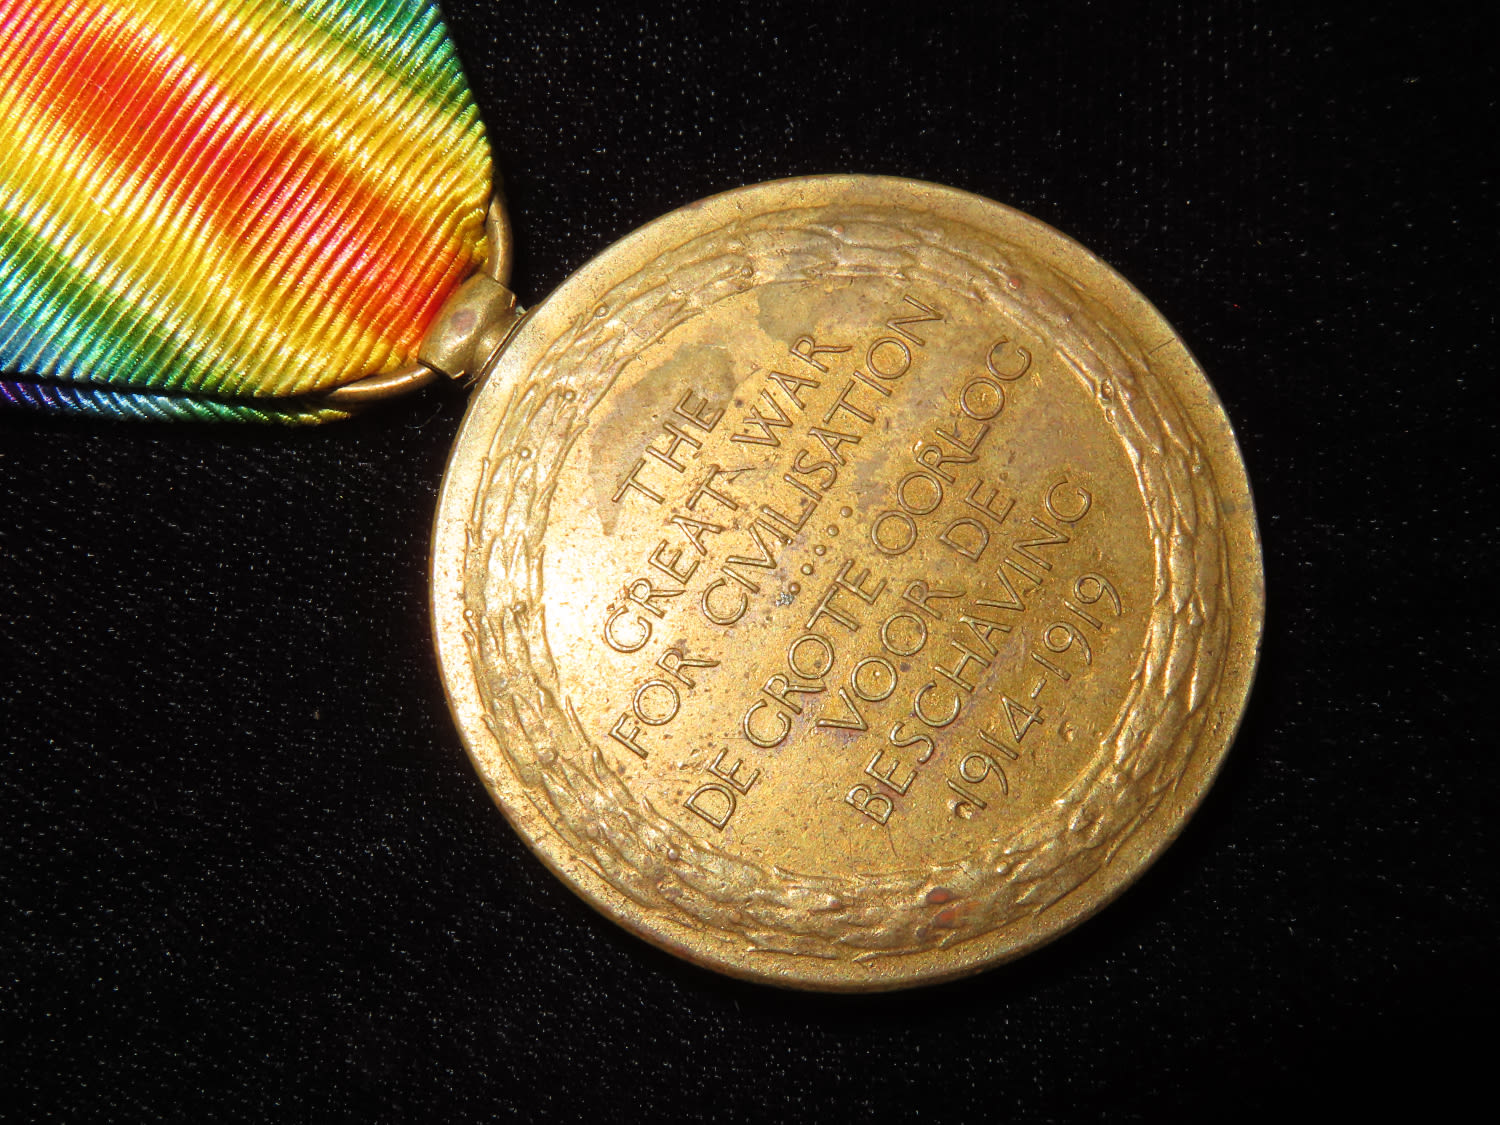 THE
GREAT WAR
FOR CIVILISATION
.....
DE GROTE OORLOG
VOOR DE
BESCHAVING
1914-1919